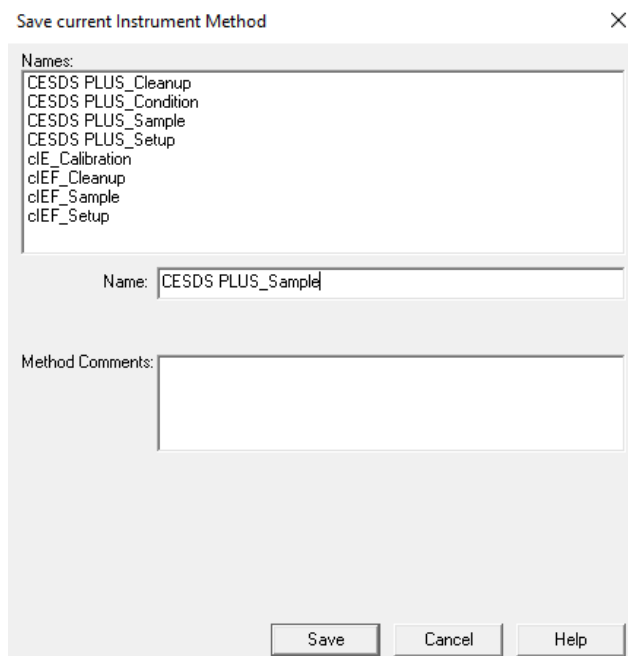 Save current Instrument Method
Names:
CESDS PLUS_Cleanup
CESDS PLUS_Condition
CESDS PLUS_Sample
CESDS PLUS_Setup
cIE_Calibration
cIEF_Cleanup
cIEF_Sample
cIEF_Setup
Name: CESDS PLUS_Sample
Method Comments:
Save Cancel Help